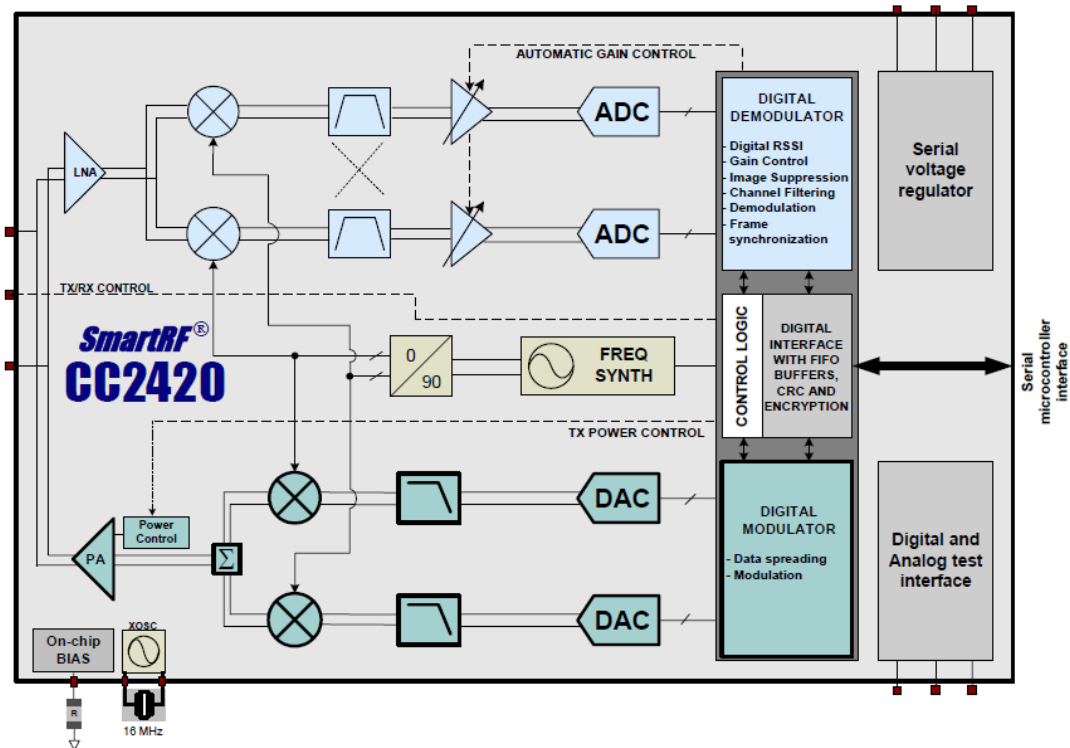 AUTOMATIC GAIN CONTROL
LNA
ADC
ADC
DIGITAL
DEMODULATOR
- Digital RSSI
- Gain Control
- Image Suppression
- Channel Filtering
- Demodulation
- Frame
synchronization
Serial
voltage
regulator
TX/RX CONTROL
SmartRF®
CC2420
0
90
FREQ
SYNTH
CONTROL LOGIC
DIGITAL
INTERFACE
WITH FIFO
BUFFERS,
CRC AND
ENCRYPTION
Serial
microcontroller
interface
TX POWER CONTROL
Power
Control
PA
Σ
DAC
DAC
DIGITAL
MODULATOR
- Data spreading
- Modulation
Digital and
Analog test
interface
On-chip
BIAS
XOSC
R
16 MHz